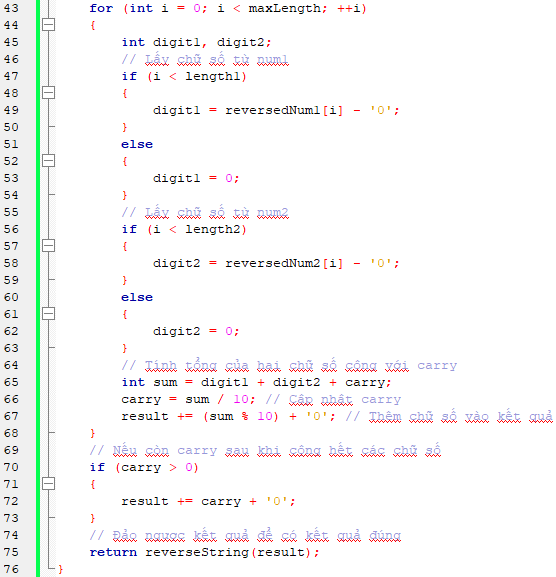 43 for (int i = 0; i < maxLength; ++i)
44 {
45 int digit1, digit2;
46 // Lấy chữ số từ num1
47 if (i < length1)
48 {
49 digit1 = reversedNum1[i] - '0';
50 }
51 else
52 {
53 digit1 = 0;
54 }
55 // Lấy chữ số từ num2
56 if (i < length2)
57 {
58 digit2 = reversedNum2[i] - '0';
59 }
60 else
61 {
62 digit2 = 0;
63 }
64 // Tính tổng của hai chữ số cộng với carry
65 int sum = digit1 + digit2 + carry;
66 carry = sum / 10; // Cập nhật carry
67 result += (sum % 10) + '0'; // Thêm chữ số vào kết quả
68 }
69 // Nếu còn carry sau khi cộng hết các chữ số
70 if (carry > 0)
71 {
72 result += carry + '0';
73 }
74 // Đảo ngược kết quả để có kết quả đúng
75 return reverseString(result);
76 }